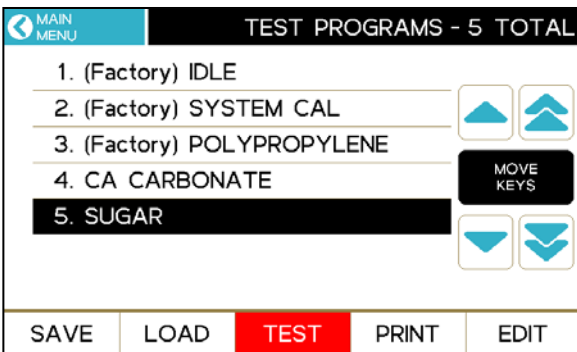 MAIN
MENU
TEST PROGRAMS - 5 TOTAL
1. (Factory) IDLE
2. (Factory) SYSTEM CAL
3. (Factory) POLYPROPYLENE
4. CA CARBONATE
5. SUGAR
MOVE
KEYS
SAVE LOAD TEST PRINT EDIT